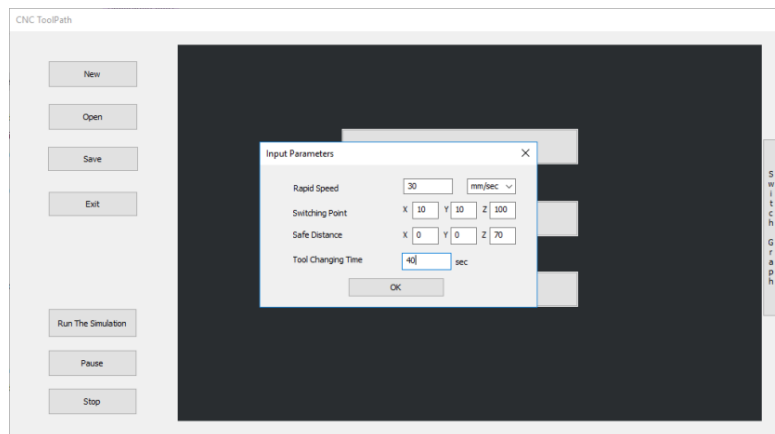 CNC ToolPath
New
Open
Save
Exit
Run The Simulation
Pause
Stop
Input Parameters
Rapid Speed 30 mm/sec
Switching Point X 10 Y 10 Z 100
Safe Distance X 0 Y 0 Z 70
Tool Changing Time 40 sec
OK
Switch Graph